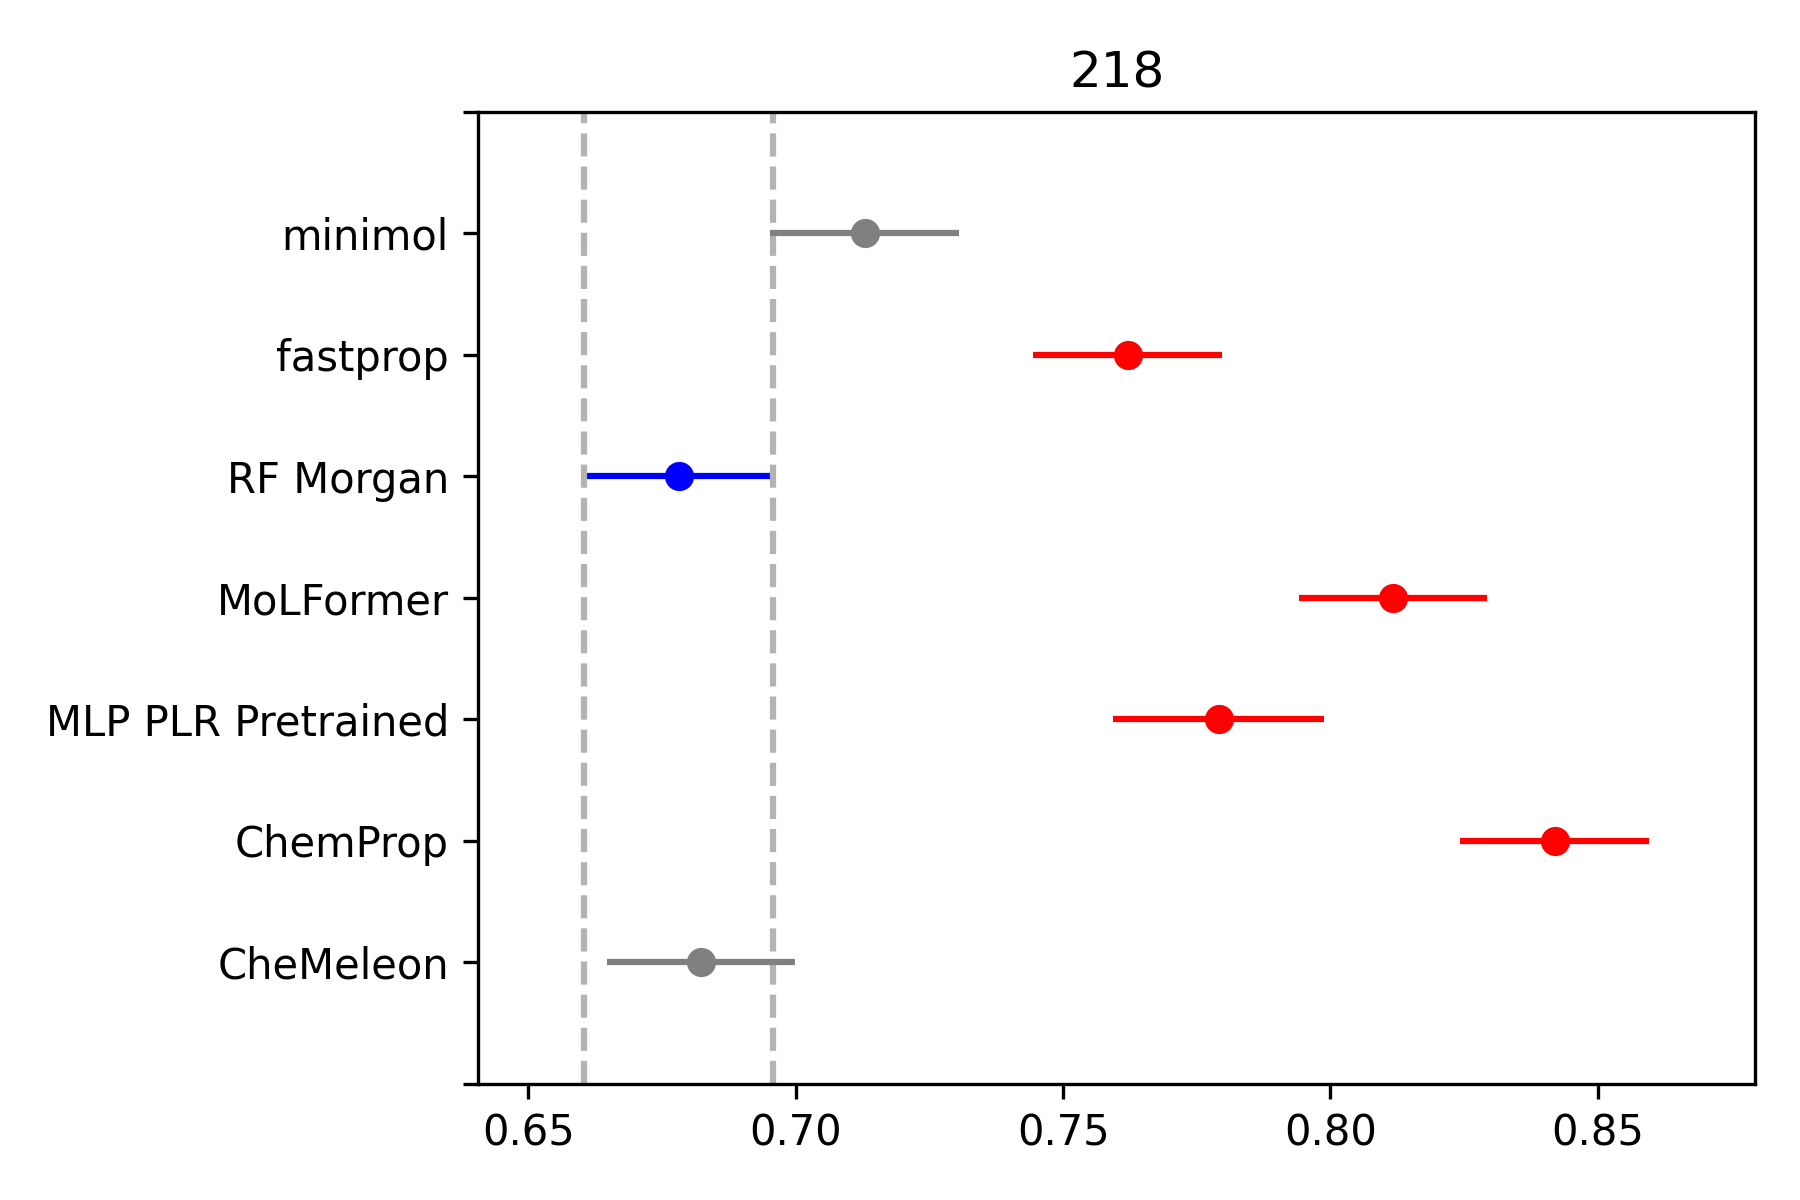 218
minimol
fastprop
RF Morgan
MoLFormer
MLP PLR Pretrained
ChemProp
CheMeleon
0.65 0.70 0.75 0.80 0.85